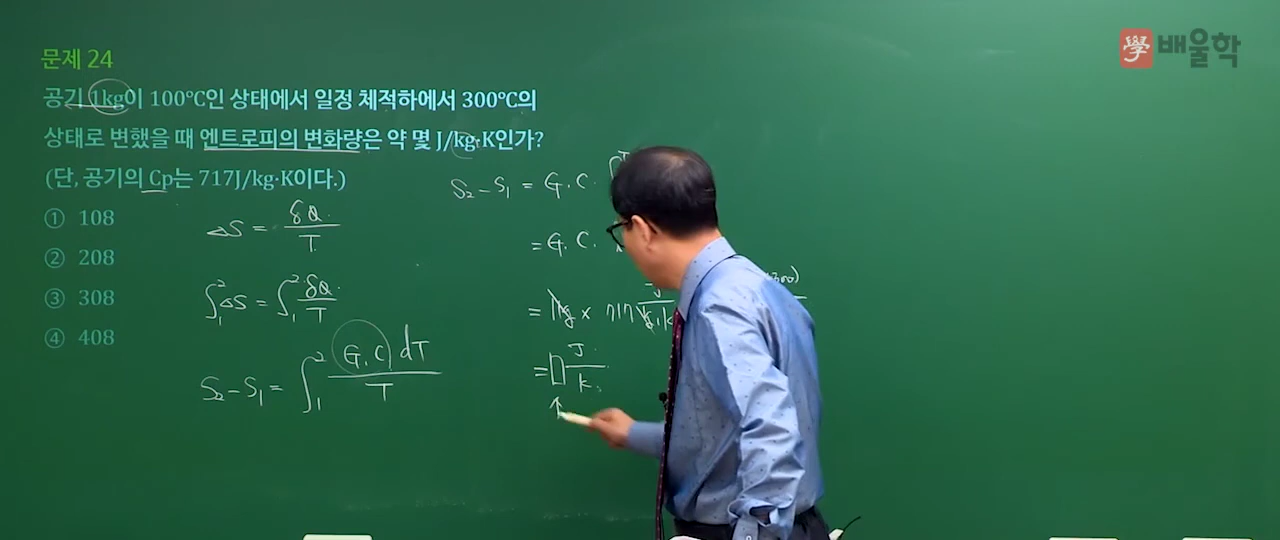 學 배울학
문제 24
공기 1kg이 100℃인 상태에서 일정 체적하에서 300℃의
상태로 변했을 때 엔트로피의 변화량은 약 몇 J/kg·K인가?
(단, 공기의 Cp는 717J/kg·K이다.)
① 108
② 208
③ 308
④ 408
ΔS = δQ / T
∫₁² ΔS = ∫₁² δQ / T
S₂ - S₁ = ∫₁² G.C dT / T
S₂ - S₁ = G.C.
= G.C.
= 1kg × 717
= □ J / K